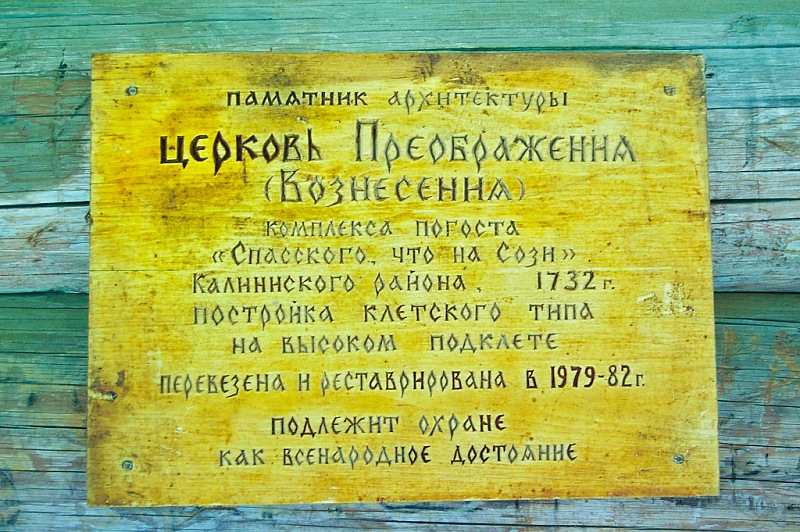 ПАМЯТНИК АРХИТЕКТУРЫ
ЦЕРКОВЬ ПРЕОБРАЖЕНИЯ
(ВОЗНЕСЕНИЯ)
КОМПЛЕКСА ПОГОСТА
«СПАССКОГО, ЧТО НА СОЗИ»
КАЛИНИСКОГО РАЙОНА, 1732 г.
ПОСТРОЙКА КЛЕТСКОГО ТИПА
НА ВЫСОКОМ ПОДКЛЕТЕ
ПЕРЕВЕЗЕНА И РЕСТАВРИРОВАНА В 1979-82 г.
ПОДЛЕЖИТ ОХРАНЕ
КАК ВСЕНАРОДНОЕ ДОСТОЯНИЕ